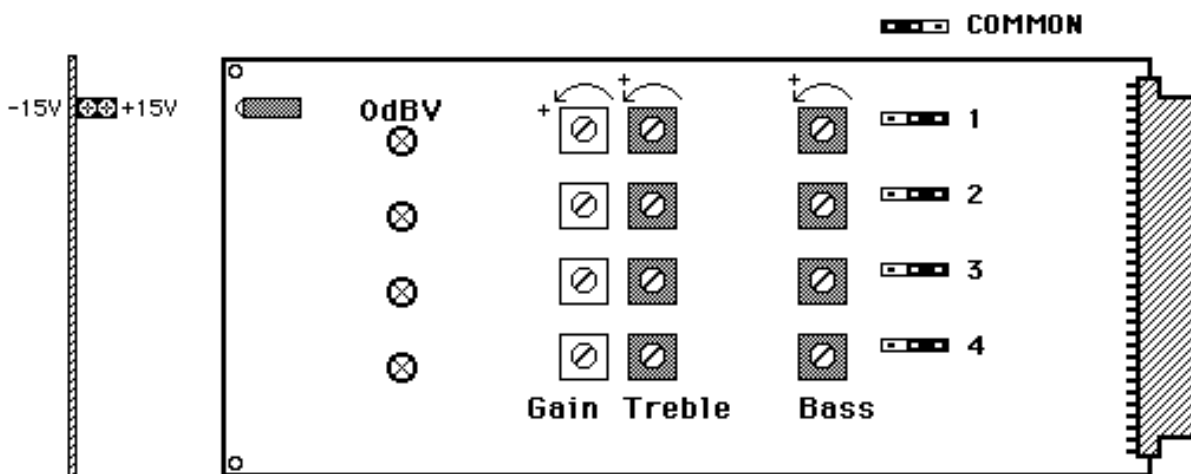 COMMON
-15V +15V
0dBV
+ + +
1
2
3
4
Gain Treble Bass